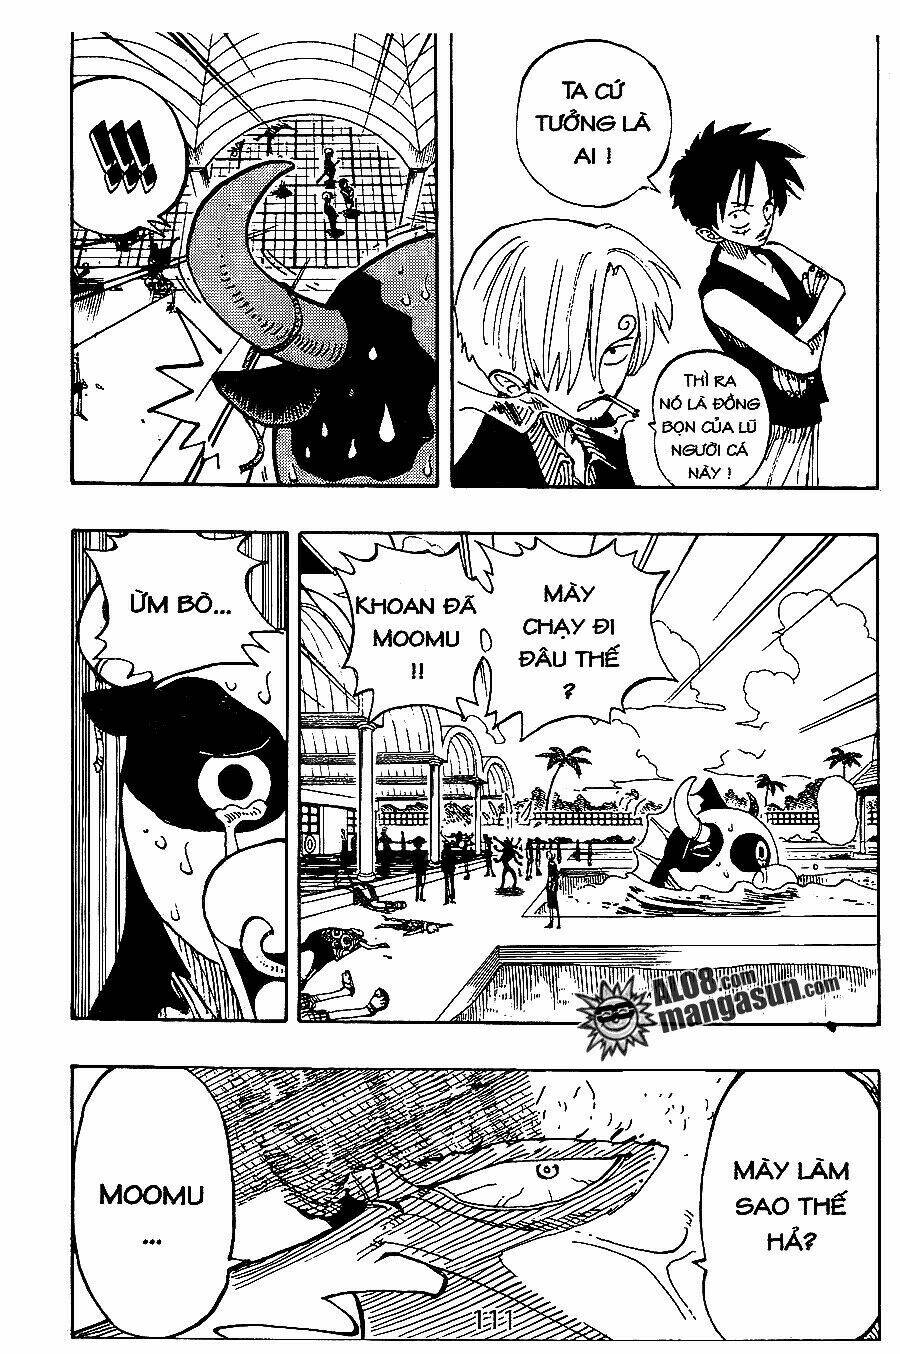 TA CỨ
TƯỞNG LÀ
AI !
THÌ RA
NÓ LÀ ĐỒNG
BỌN CỦA LŨ
NGƯỜI CÁ
NÀY !
!!!
MÀY
CHẠY ĐI
ĐÂU THẾ
?
KHOAN ĐÃ
MOOMU
!!
ỪM BÒ...
ALO8.com
mangasun.com
MÀY LÀM
SAO THẾ
HẢ?
MOOMU
...
111